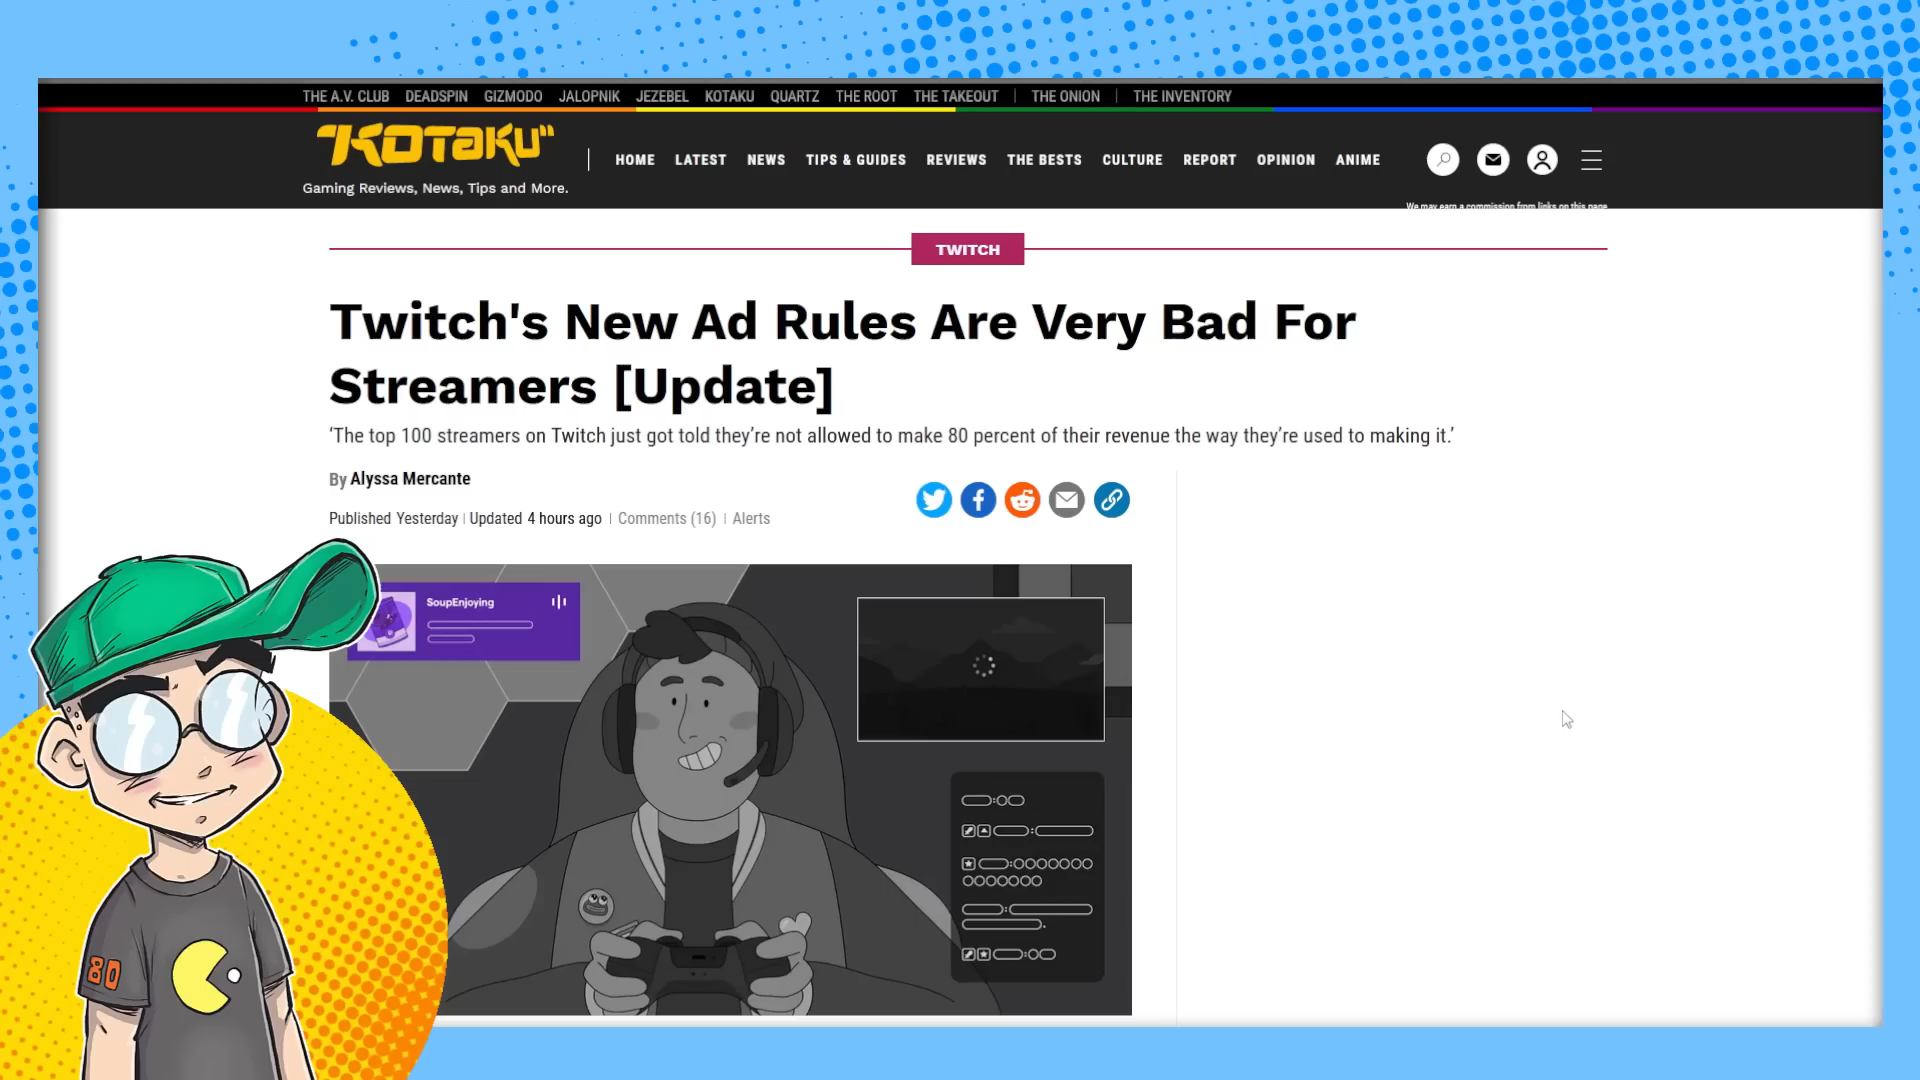 THE A.V. CLUB DEADSPIN GIZMODO JALOPNIK JEZEBEL KOTAKU QUARTZ THE ROOT THE TAKEOUT | THE ONION | THE INVENTORY
"KOTaKU"
Gaming Reviews, News, Tips and More.
HOME LATEST NEWS TIPS & GUIDES REVIEWS THE BESTS CULTURE REPORT OPINION ANIME
We may earn a commission from links on this page
TWITCH
Twitch's New Ad Rules Are Very Bad For
Streamers [Update]
‘The top 100 streamers on Twitch just got told they’re not allowed to make 80 percent of their revenue the way they’re used to making it.’
By Alyssa Mercante
Published Yesterday | Updated 4 hours ago | Comments (16) | Alerts
SoupEnjoying
80